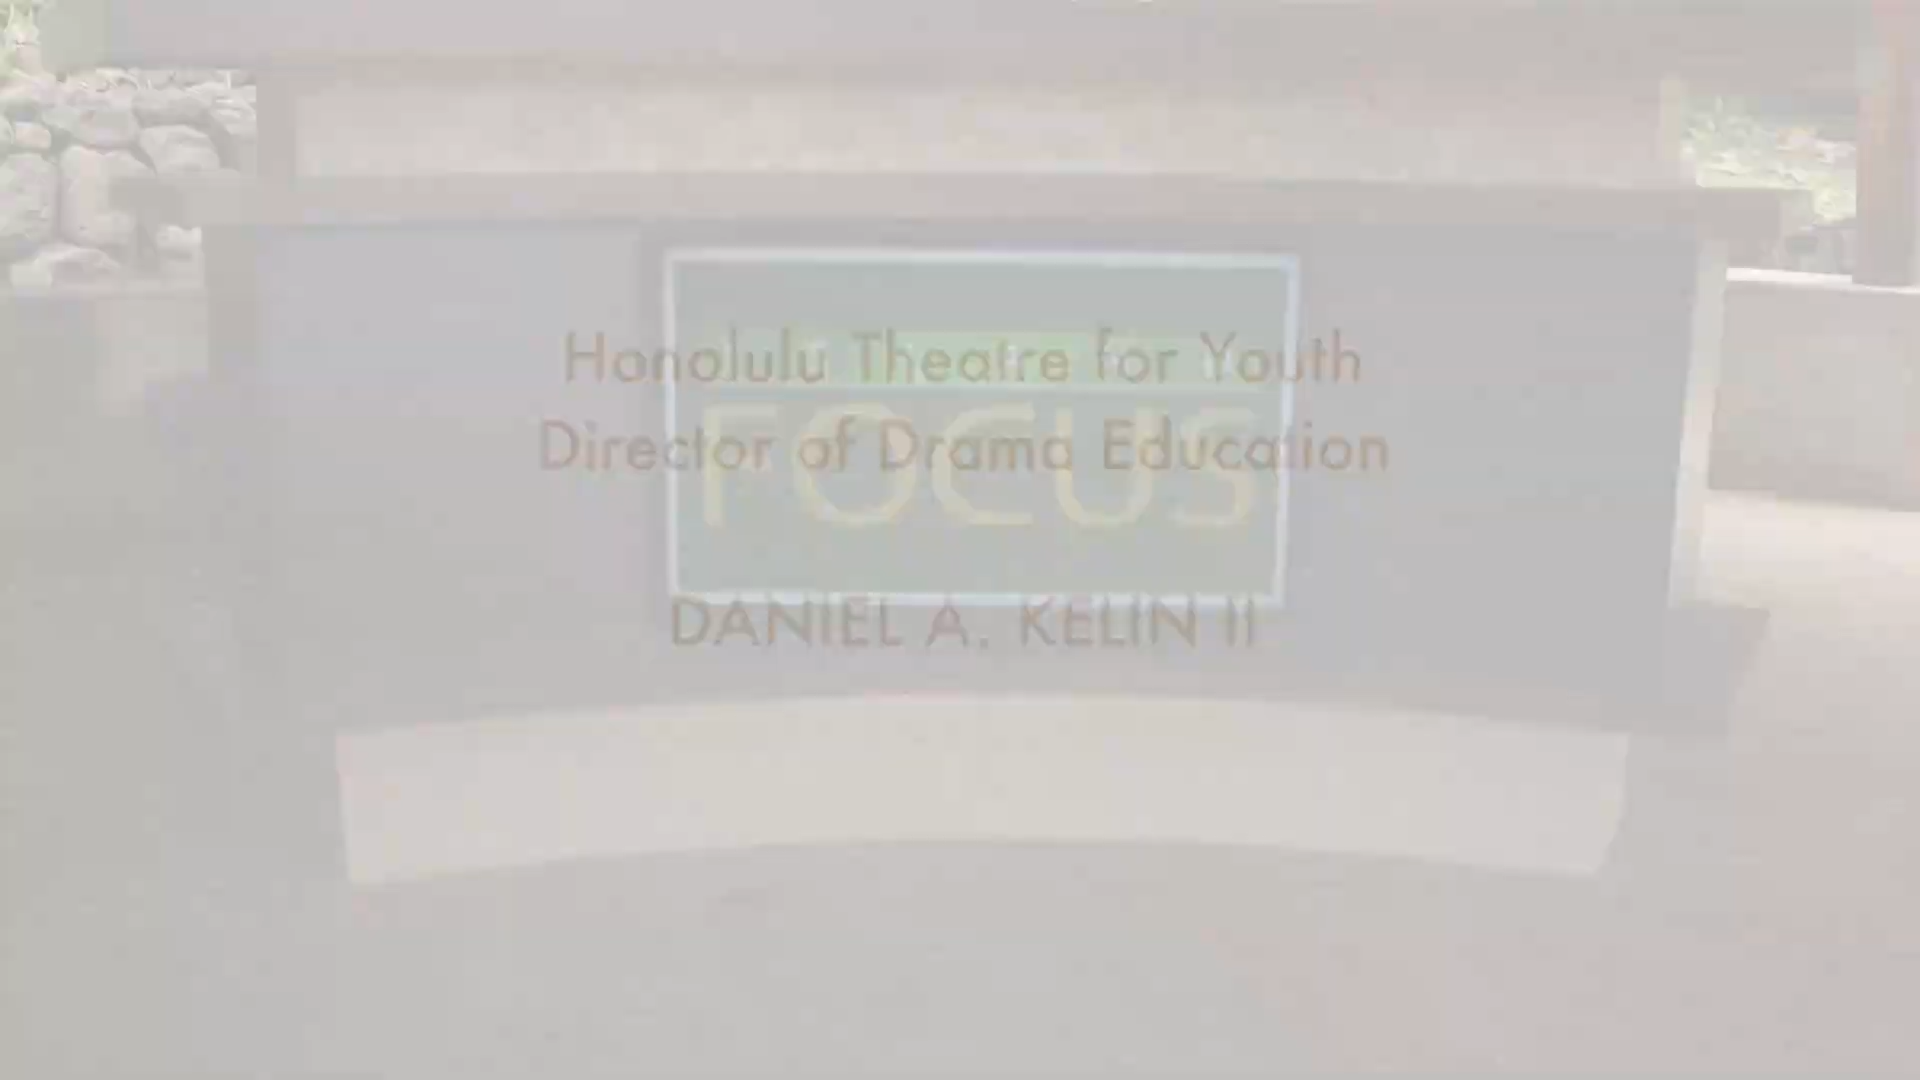 Honolulu Theatre for Youth
Director of Drama Education
FOCUS
DANIEL A. KELIN II